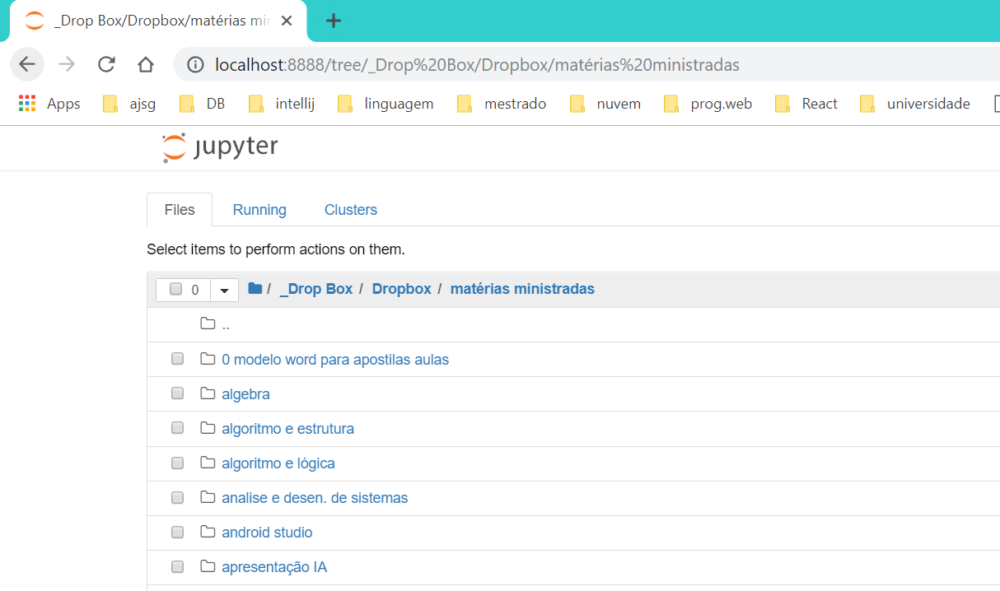 _Drop Box/Dropbox/matérias mir
localhost:8888/tree/_Drop%20Box/Dropbox/matérias%20ministradas
Apps ajsg DB intellij linguagem mestrado nuvem prog.web React universidade
jupyter
Files Running Clusters
Select items to perform actions on them.
0 / _Drop Box / Dropbox / matérias ministradas
..
0 modelo word para apostilas aulas
algebra
algoritmo e estrutura
algoritmo e lógica
analise e desen. de sistemas
android studio
apresentação IA